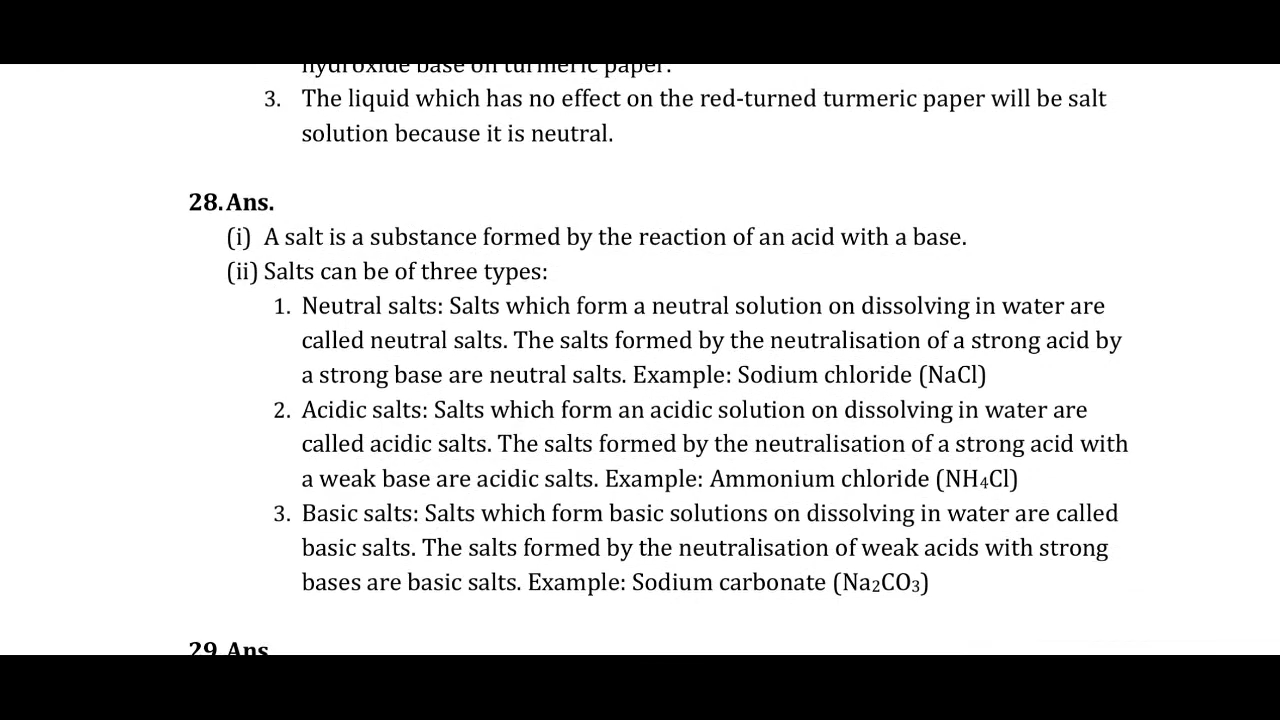 hydroxide base on turmeric paper.
3. The liquid which has no effect on the red-turned turmeric paper will be salt
solution because it is neutral.
28. Ans.
(i) A salt is a substance formed by the reaction of an acid with a base.
(ii) Salts can be of three types:
1. Neutral salts: Salts which form a neutral solution on dissolving in water are
called neutral salts. The salts formed by the neutralisation of a strong acid by
a strong base are neutral salts. Example: Sodium chloride (NaCl)
2. Acidic salts: Salts which form an acidic solution on dissolving in water are
called acidic salts. The salts formed by the neutralisation of a strong acid with
a weak base are acidic salts. Example: Ammonium chloride (NH₄Cl)
3. Basic salts: Salts which form basic solutions on dissolving in water are called
basic salts. The salts formed by the neutralisation of weak acids with strong
bases are basic salts. Example: Sodium carbonate (Na₂CO₃)
29. Ans.